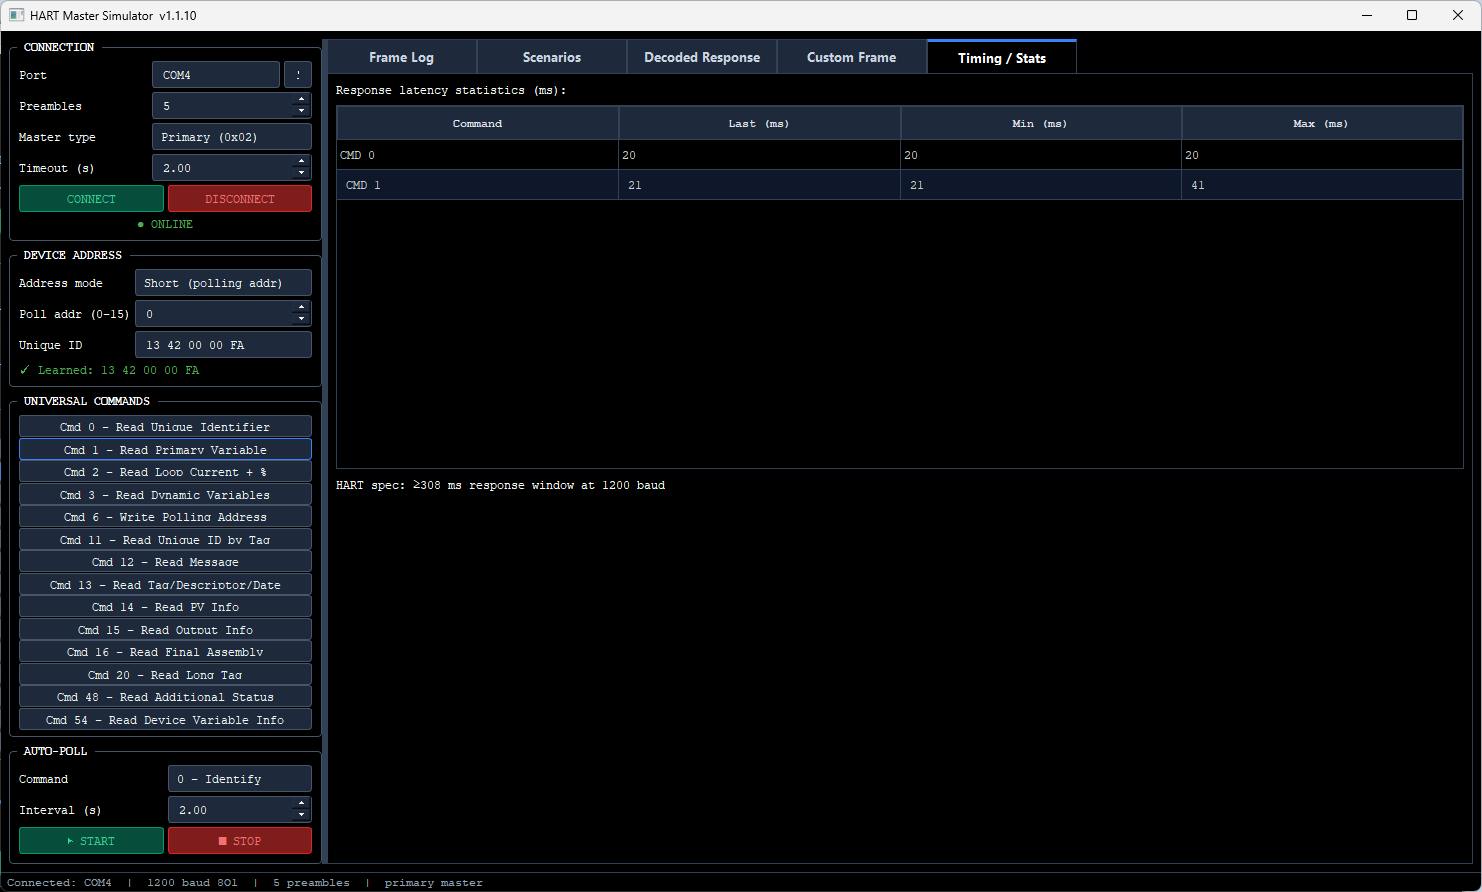 HART Master Simulator v1.1.10
CONNECTION
Port COM4
Preambles 5
Master type Primary (0x02)
Timeout (s) 2.00
CONNECT DISCONNECT
● ONLINE
DEVICE ADDRESS
Address mode Short (polling addr)
Poll addr (0-15) 0
Unique ID 13 42 00 00 FA
✓ Learned: 13 42 00 00 FA
UNIVERSAL COMMANDS
Cmd 0 - Read Unique Identifier
Cmd 1 - Read Primary Variable
Cmd 2 - Read Loop Current + %
Cmd 3 - Read Dynamic Variables
Cmd 6 - Write Polling Address
Cmd 11 - Read Unique ID by Tag
Cmd 12 - Read Message
Cmd 13 - Read Tag/Descriptor/Date
Cmd 14 - Read PV Info
Cmd 15 - Read Output Info
Cmd 16 - Read Final Assembly
Cmd 20 - Read Long Tag
Cmd 48 - Read Additional Status
Cmd 54 - Read Device Variable Info
AUTO-POLL
Command 0 - Identify
Interval (s) 2.00
▶ START ■ STOP
Frame Log Scenarios Decoded Response Custom Frame Timing / Stats
Response latency statistics (ms):
Command Last (ms) Min (ms) Max (ms)
CMD 0 20 20 20
CMD 1 21 21 41
HART spec: ≥308 ms response window at 1200 baud
Connected: COM4 | 1200 baud 8O1 | 5 preambles | primary master